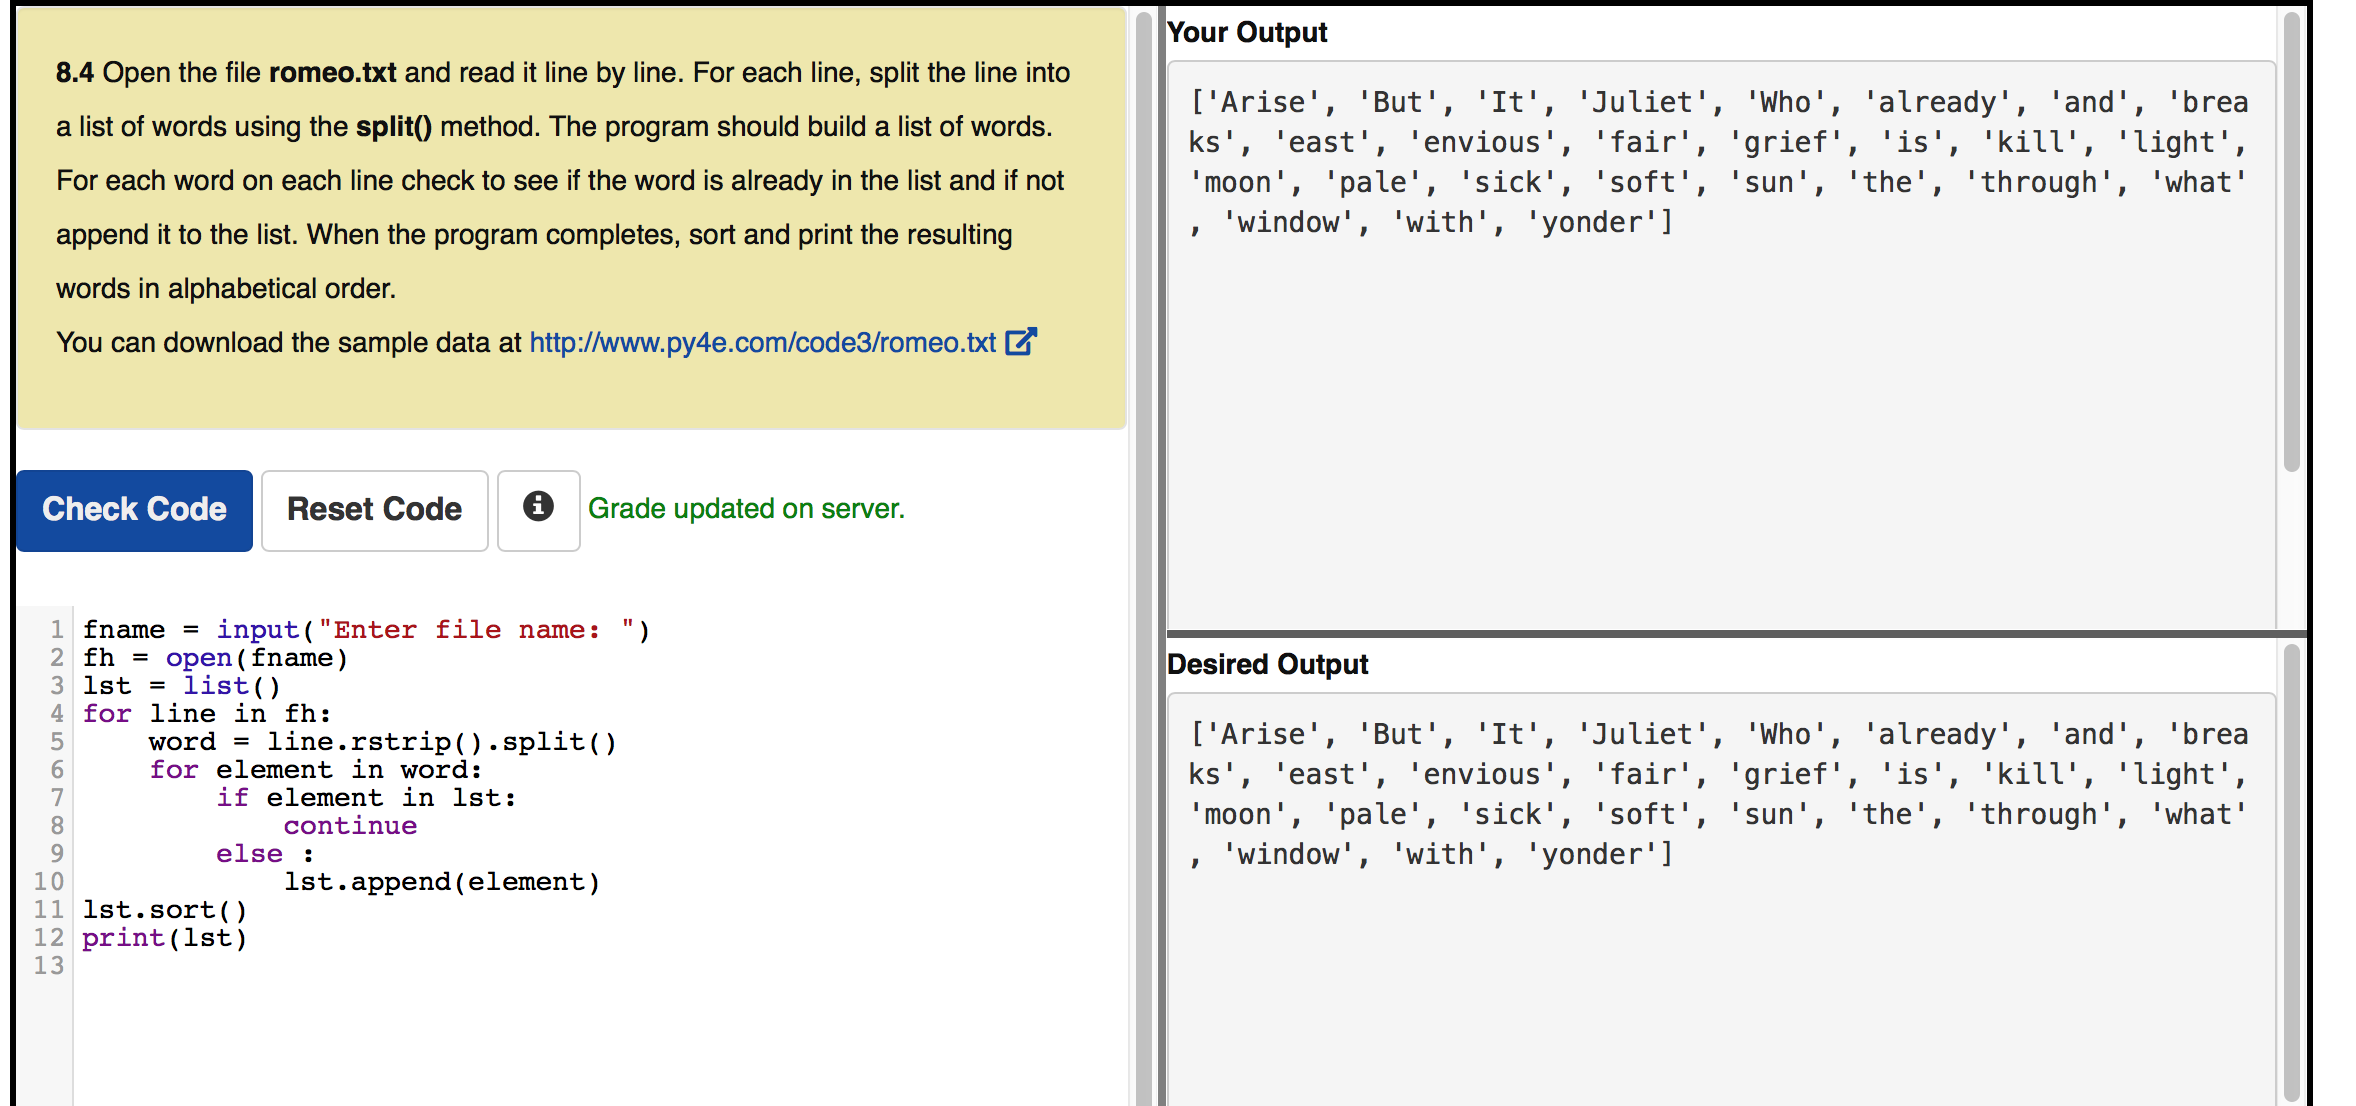 8.4 Open the file romeo.txt and read it line by line. For each line, split the line into
a list of words using the split() method. The program should build a list of words.
For each word on each line check to see if the word is already in the list and if not
append it to the list. When the program completes, sort and print the resulting
words in alphabetical order.
You can download the sample data at http://www.py4e.com/code3/romeo.txt
Check Code
Reset Code
Grade updated on server.
1 fname = input("Enter file name: ")
2 fh = open(fname)
3 lst = list()
4 for line in fh:
5     word = line.rstrip().split()
6     for element in word:
7         if element in lst:
8             continue
9         else :
10             lst.append(element)
11 lst.sort()
12 print(lst)
13
Your Output
['Arise', 'But', 'It', 'Juliet', 'Who', 'already', 'and', 'brea
ks', 'east', 'envious', 'fair', 'grief', 'is', 'kill', 'light',
'moon', 'pale', 'sick', 'soft', 'sun', 'the', 'through', 'what'
, 'window', 'with', 'yonder']
Desired Output
['Arise', 'But', 'It', 'Juliet', 'Who', 'already', 'and', 'brea
ks', 'east', 'envious', 'fair', 'grief', 'is', 'kill', 'light',
'moon', 'pale', 'sick', 'soft', 'sun', 'the', 'through', 'what'
, 'window', 'with', 'yonder']